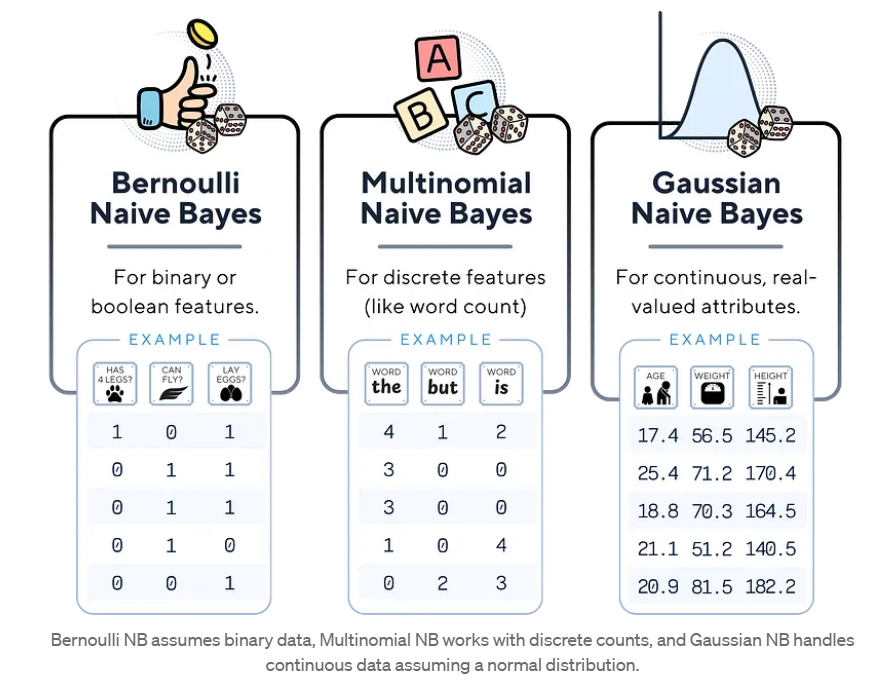 A
B
C
Bernoulli
Naive Bayes
For binary or
boolean features.
EXAMPLE
HAS
4 LEGS?
CAN
FLY?
LAY
EGGS?
1 0 1
0 1 1
0 1 1
0 1 0
0 0 1
Multinomial
Naive Bayes
For discrete features
(like word count)
EXAMPLE
WORD
the
WORD
but
WORD
is
4 1 2
3 0 0
3 0 0
1 0 4
0 2 3
Gaussian
Naive Bayes
For continuous, real-
valued attributes.
EXAMPLE
AGE
WEIGHT
HEIGHT
17.4 56.5 145.2
25.4 71.2 170.4
18.8 70.3 164.5
21.1 51.2 140.5
20.9 81.5 182.2
Bernoulli NB assumes binary data, Multinomial NB works with discrete counts, and Gaussian NB handles
continuous data assuming a normal distribution.